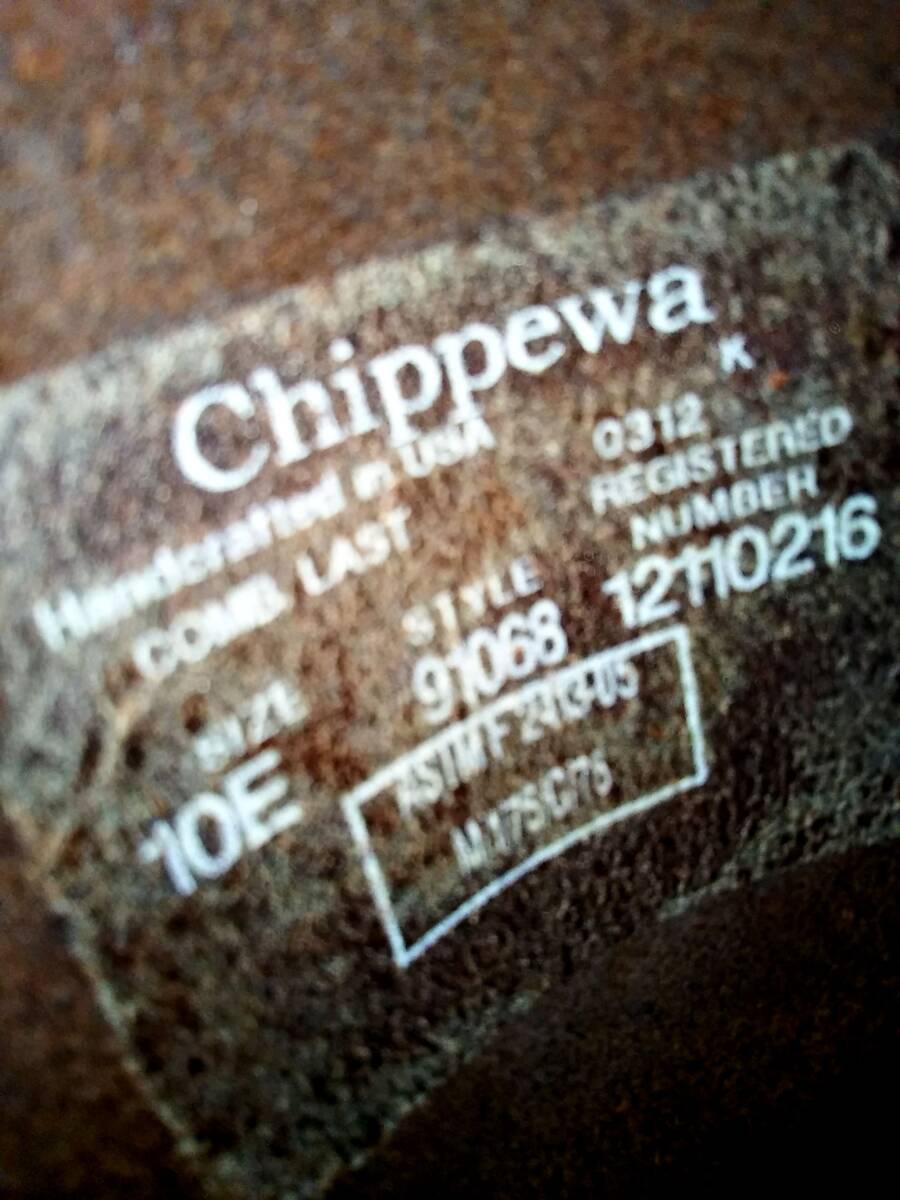 Chippewa
K
Handcrafted in USA
0312
COMB. LAST
REGISTERED
NUMBER
STYLE
12110216
SIZE
91068
10E
ASTM F 2413-05
M I/75 C/75